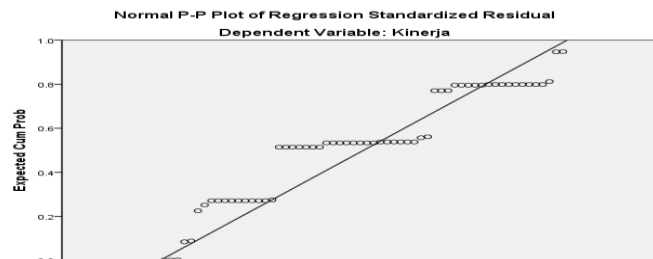 Normal P-P Plot of Regression Standardized Residual
Dependent Variable: Kinerja
1.0
0.8
0.6
0.4
0.2
Expected Cum Prob